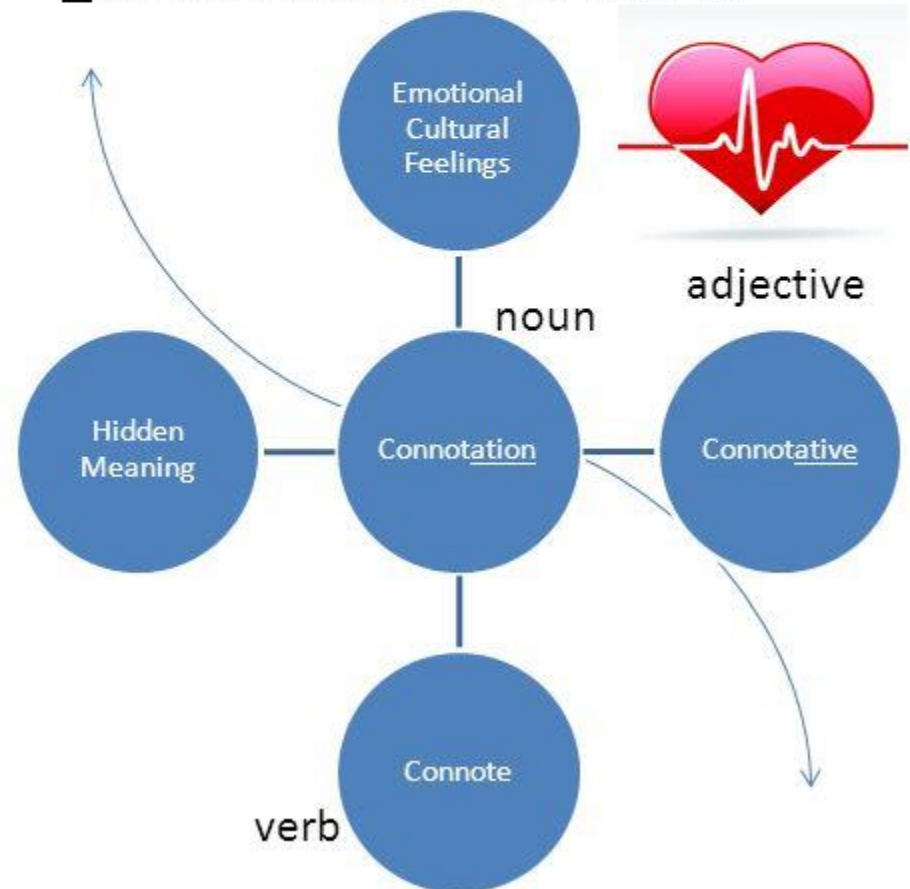 Emotional
Cultural
Feelings
adjective
noun
Hidden
Meaning
Connotation
Connotative
Connote
verb